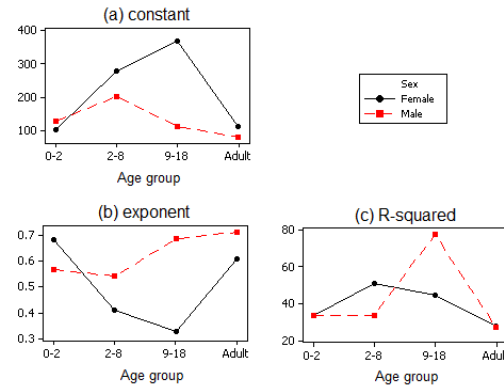 (a) constant
400
300
200
100
0-2 2-8 9-18 Adult
Age group
Sex
Female
Male
(b) exponent
0.7
0.6
0.5
0.4
0.3
0-2 2-8 9-18 Adult
Age group
(c) R-squared
80
60
40
20
0-2 2-8 9-18 Adult
Age group